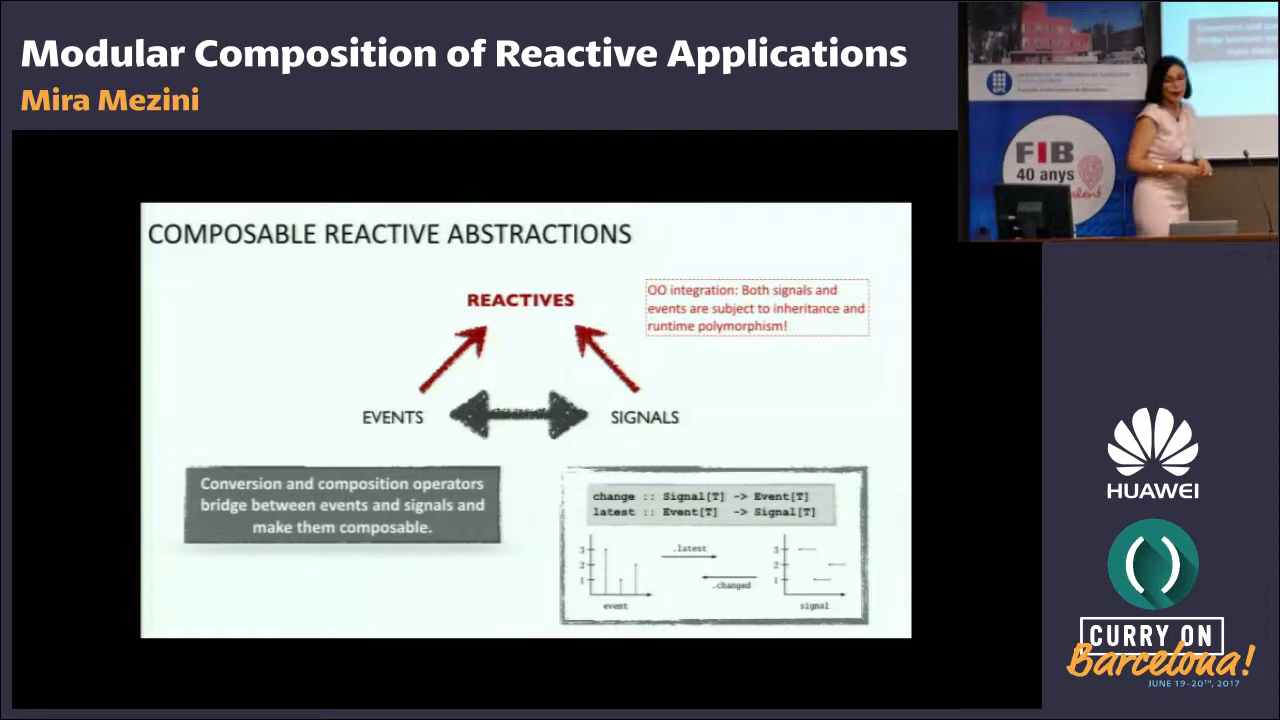 Modular Composition of Reactive Applications
Mira Mezini
UPC
FIB
40 anys
COMPOSABLE REACTIVE ABSTRACTIONS
REACTIVES
OO integration: Both signals and
events are subject to inheritance and
runtime polymorphism!
EVENTS
SIGNALS
Conversion and composition operators
bridge between events and signals and
make them composable.
change :: Signal[T] -> Event[T]
latest :: Event[T] -> Signal[T]
3
2
1
event
.latest
.changed
3
2
1
signal
HUAWEI
CURRY ON
Barcelona!
JUNE 19-20TH, 2017